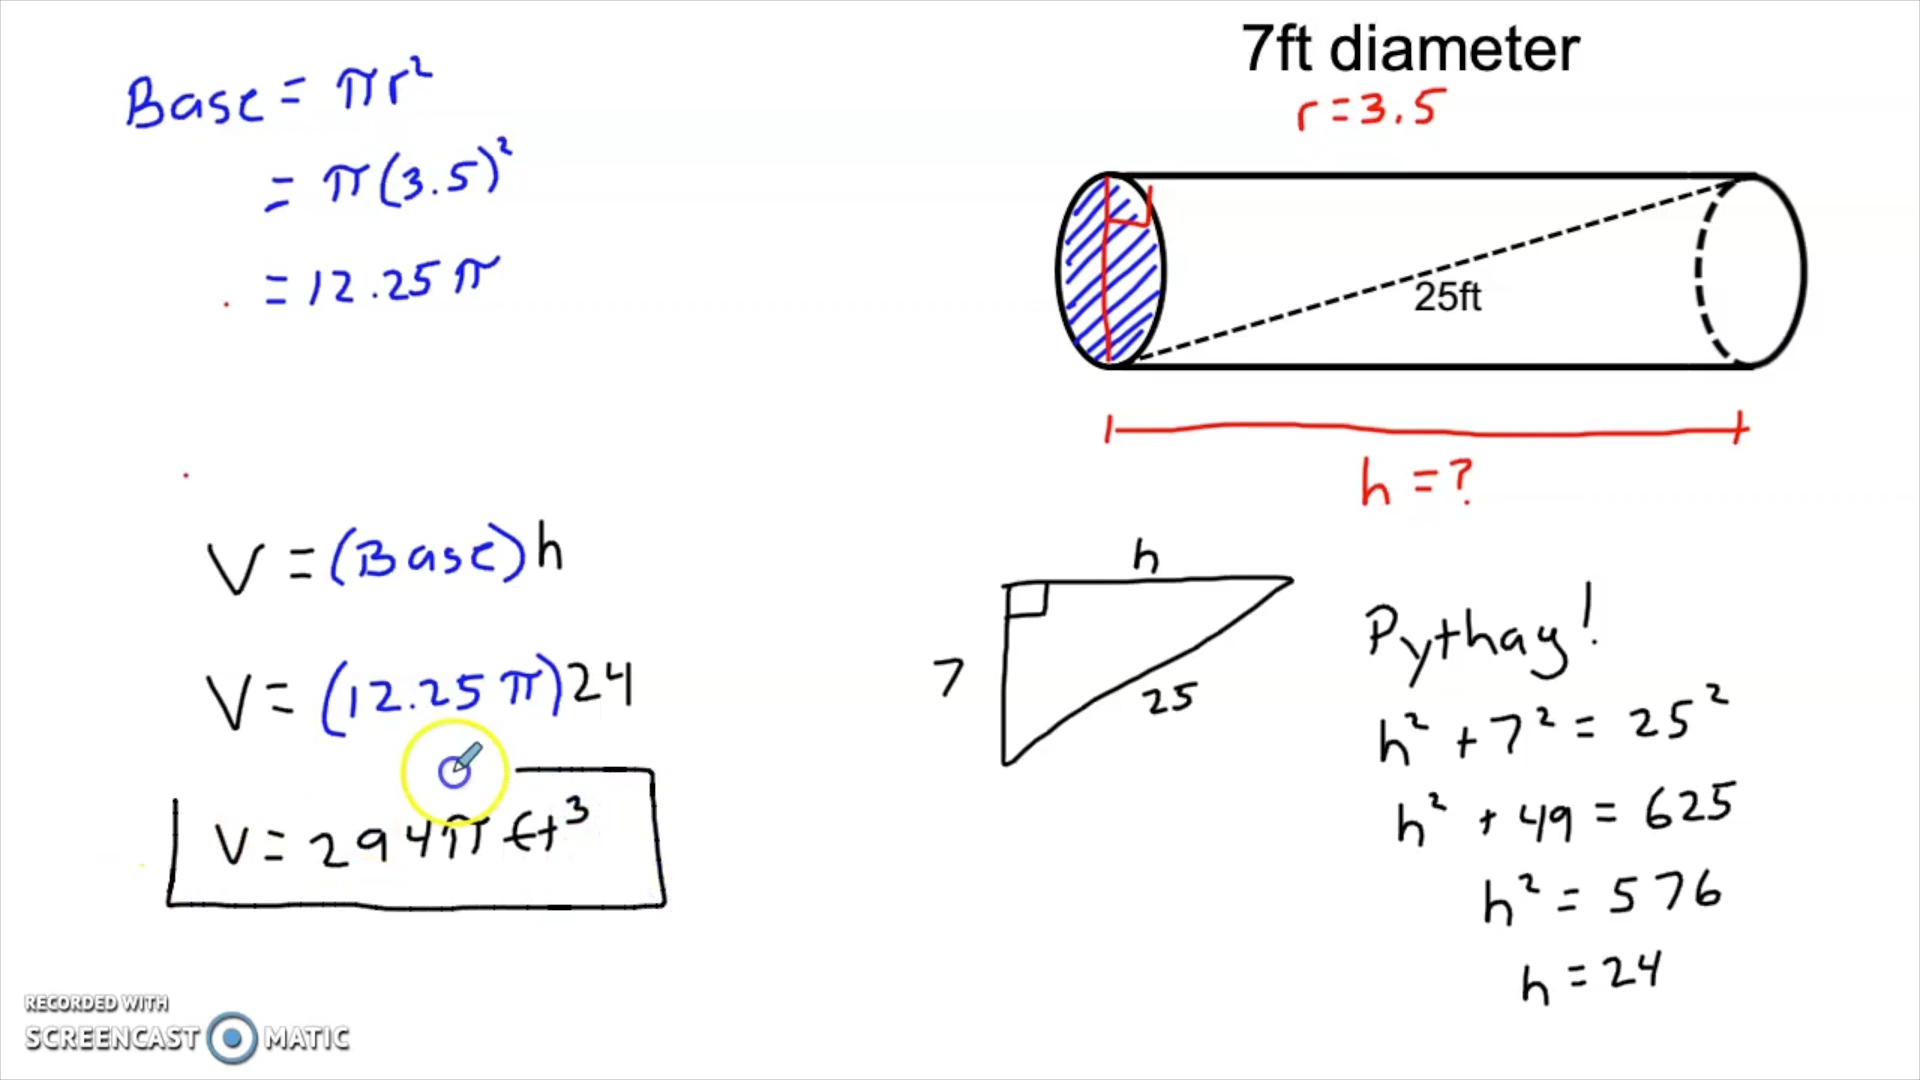 Base = πr²
= π(3.5)²
= 12.25π
V = (Base)h
V = (12.25π)24
V = 294π ft³
7ft diameter
r = 3.5
25ft
h = ?
h
7
25
Pythag!
h² + 7² = 25²
h² + 49 = 625
h² = 576
h = 24
RECORDED WITH
SCREENCAST MATIC